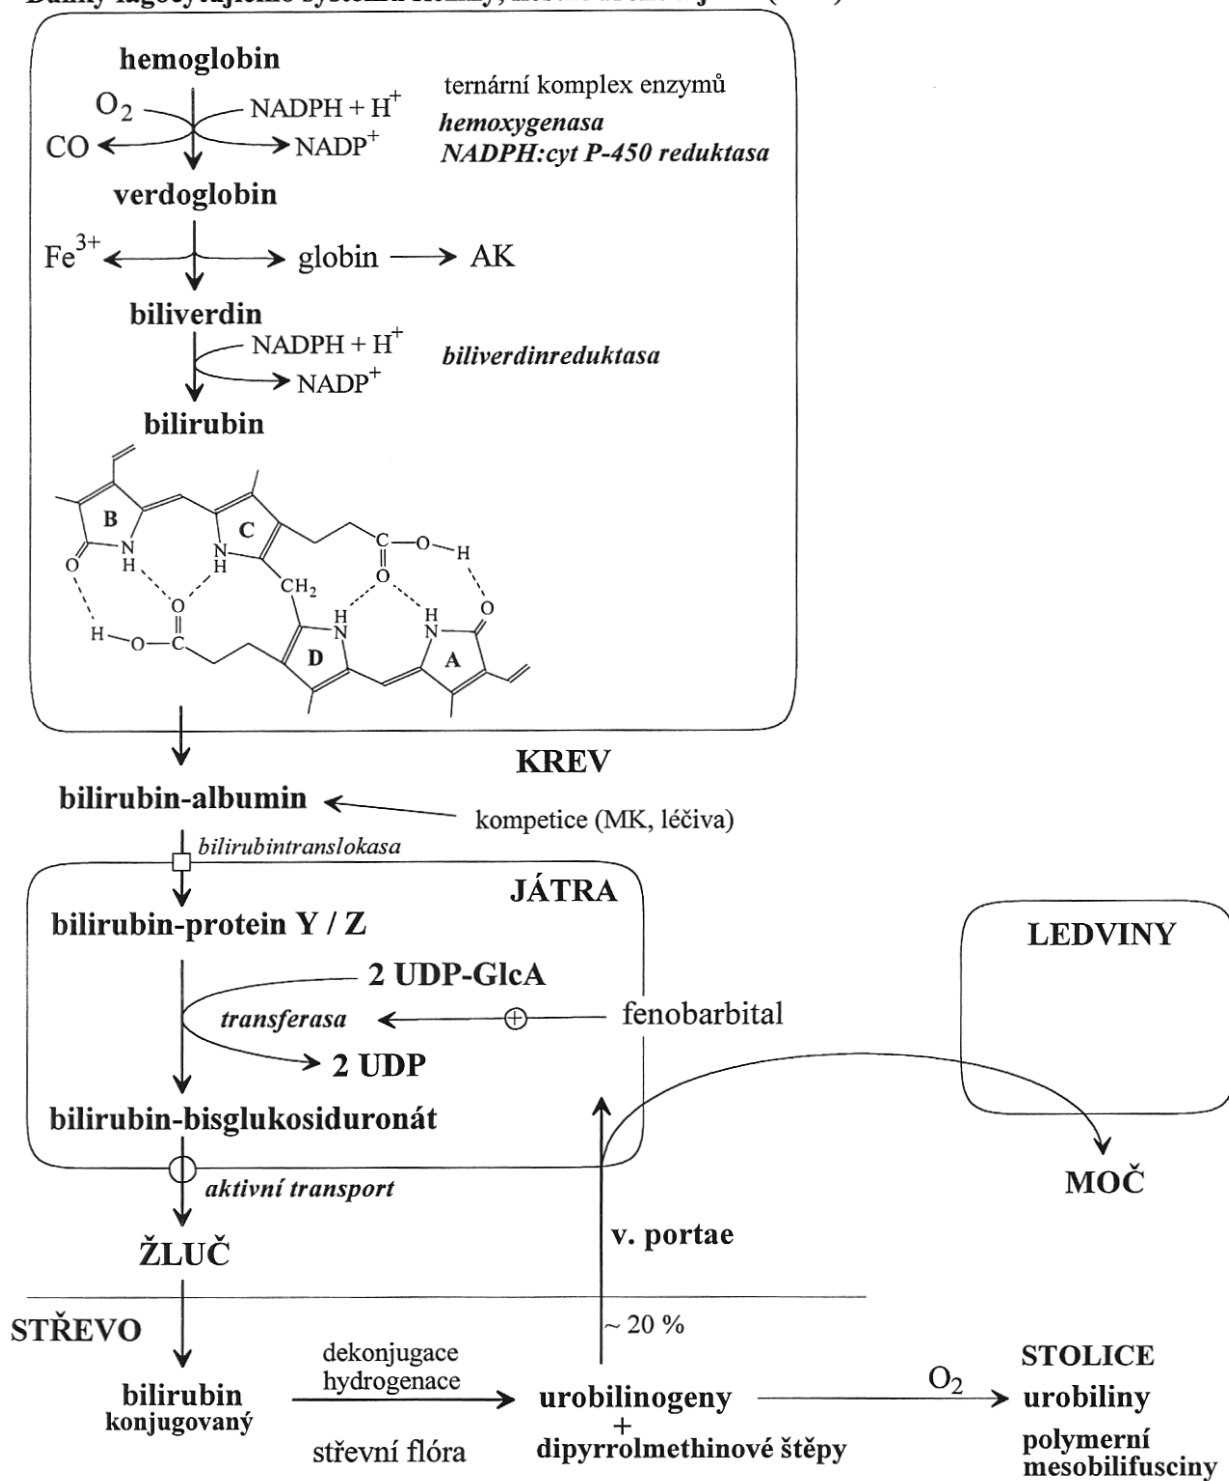 hemoglobin
O2
NADPH + H+
ternární komplex enzymů
hemoxygenasa
CO
NADP+
NADPH:cyt P-450 reduktasa
verdoglobin
Fe3+
globin
AK
biliverdin
NADPH + H+
biliverdinreduktasa
NADP+
bilirubin
B
C
N
H
N
H
O
C
O
H
O
CH2
O
H
O
C
H
N
H
N
O
D
A
KREV
bilirubin-albumin
kompetice (MK, léčiva)
bilirubintranslokasa
JÁTRA
bilirubin-protein Y / Z
LEDVINY
2 UDP-GlcA
transferasa
+
fenobarbital
2 UDP
bilirubin-bisglukosiduronát
aktivní transport
MOČ
v. portae
ŽLUČ
STŘEVO
~ 20 %
dekonjugace
hydrogenace
STOLICE
bilirubin
konjugovaný
urobilinogeny
O2
urobiliny
+
střevní flóra
dipyrrolmethinové štěpy
polymerní
mesobilifusciny